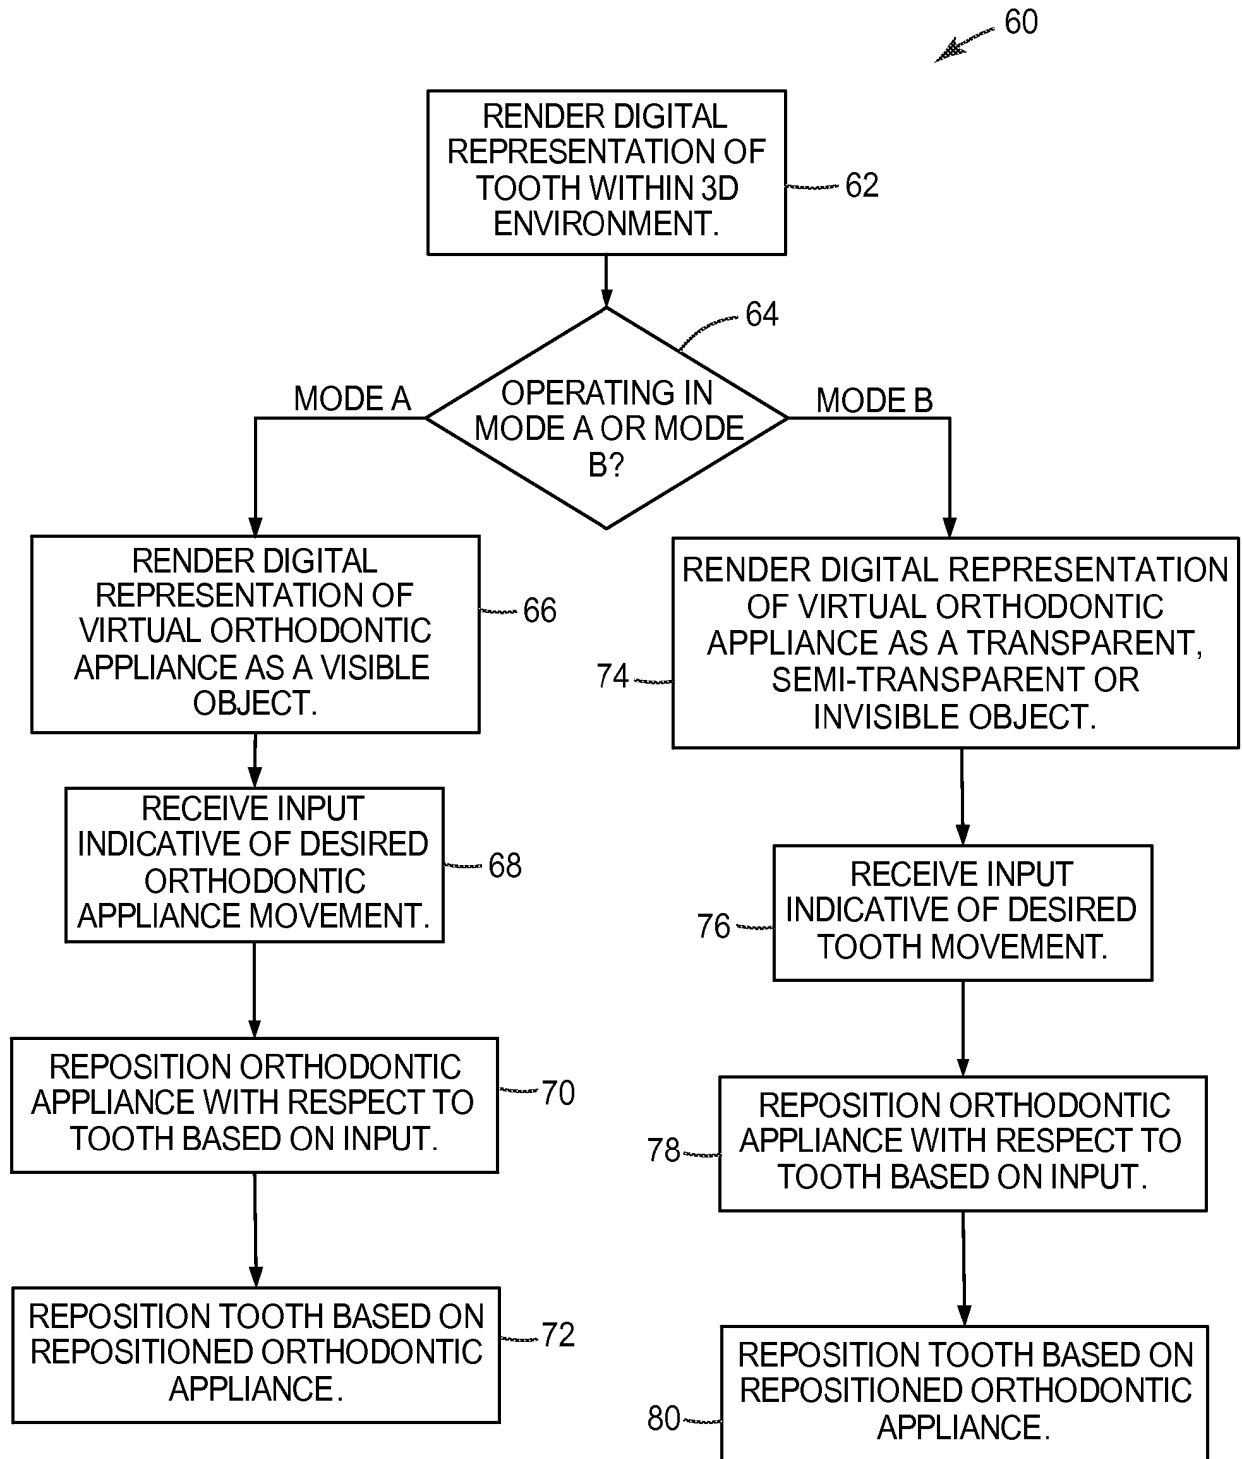 60
RENDER DIGITAL
REPRESENTATION OF
TOOTH WITHIN 3D
ENVIRONMENT.
62
64
OPERATING IN
MODE A OR MODE
B?
MODE A
MODE B
RENDER DIGITAL
REPRESENTATION OF
VIRTUAL ORTHODONTIC
APPLIANCE AS A VISIBLE
OBJECT.
66
RECEIVE INPUT
INDICATIVE OF DESIRED
ORTHODONTIC
APPLIANCE MOVEMENT.
68
REPOSITION ORTHODONTIC
APPLIANCE WITH RESPECT TO
TOOTH BASED ON INPUT.
70
REPOSITION TOOTH BASED ON
REPOSITIONED ORTHODONTIC
APPLIANCE.
72
RENDER DIGITAL REPRESENTATION
OF VIRTUAL ORTHODONTIC
APPLIANCE AS A TRANSPARENT,
SEMI-TRANSPARENT OR
INVISIBLE OBJECT.
74
RECEIVE INPUT
INDICATIVE OF DESIRED
TOOTH MOVEMENT.
76
REPOSITION ORTHODONTIC
APPLIANCE WITH RESPECT TO
TOOTH BASED ON INPUT.
78
REPOSITION TOOTH BASED ON
REPOSITIONED ORTHODONTIC
APPLIANCE.
80